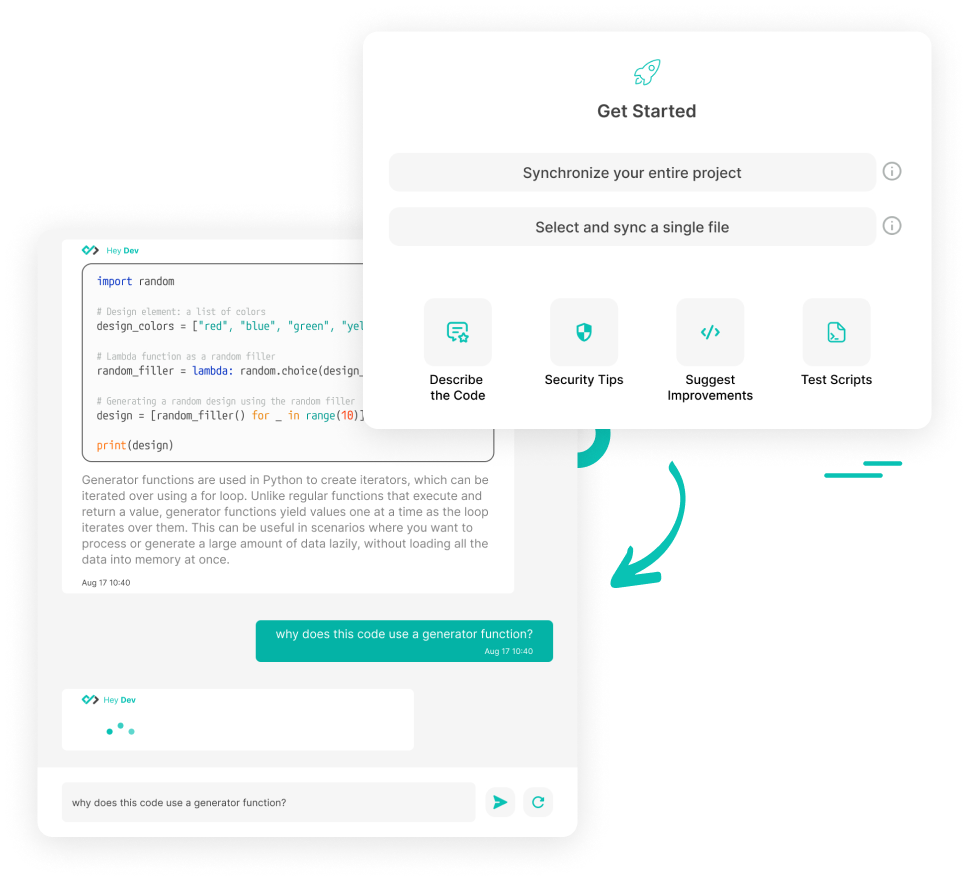 Get Started
Synchronize your entire project
Select and sync a single file
Describe
the Code
Security Tips
Suggest
Improvements
Test Scripts
Hey Dev
import random
# Design element: a list of colors
design_colors = ["red", "blue", "green", "yel
# Lambda function as a random filler
random_filler = lambda: random.choice(design_
# Generating a random design using the random filler
design = [random_filler() for _ in range(10)]
print(design)
Generator functions are used in Python to create iterators, which can be
iterated over using a for loop. Unlike regular functions that execute and
return a value, generator functions yield values one at a time as the loop
iterates over them. This can be useful in scenarios where you want to
process or generate a large amount of data lazily, without loading all the
data into memory at once.
Aug 17 10:40
why does this code use a generator function?
Aug 17 10:40
Hey Dev
why does this code use a generator function?